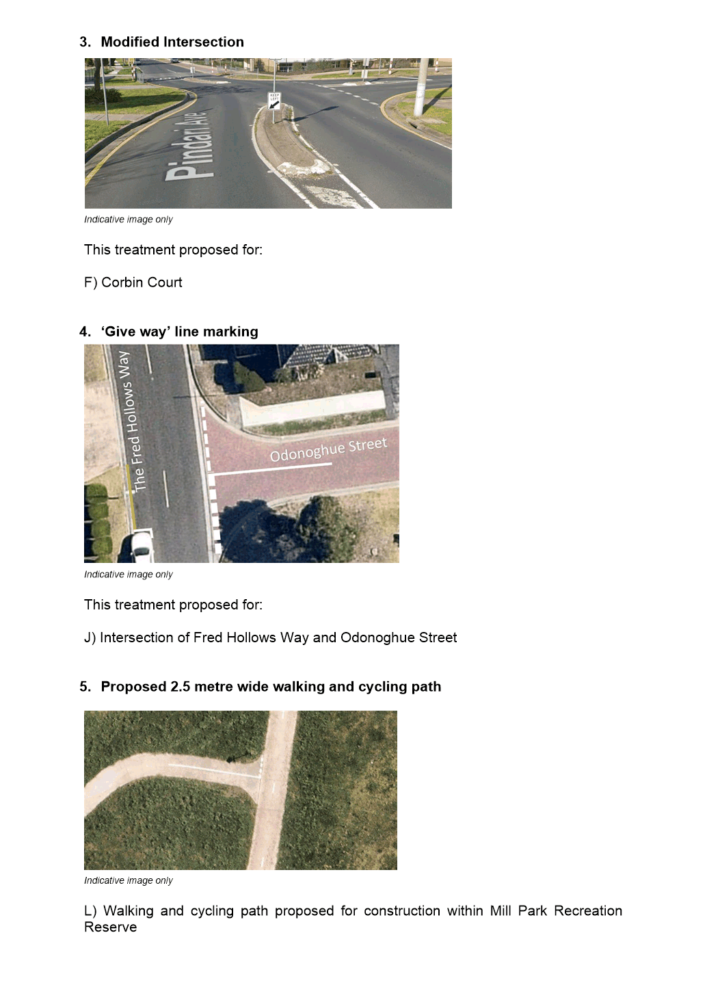 3. Modified Intersection
KEEP
LEFT
Pindari Ave
Indicative image only
This treatment proposed for:
F) Corbin Court
4. ‘Give way’ line marking
The Fred Hollows Way
Odonoghue Street
Indicative image only
This treatment proposed for:
J) Intersection of Fred Hollows Way and Odonoghue Street
5. Proposed 2.5 metre wide walking and cycling path
Indicative image only
L) Walking and cycling path proposed for construction within Mill Park Recreation
Reserve